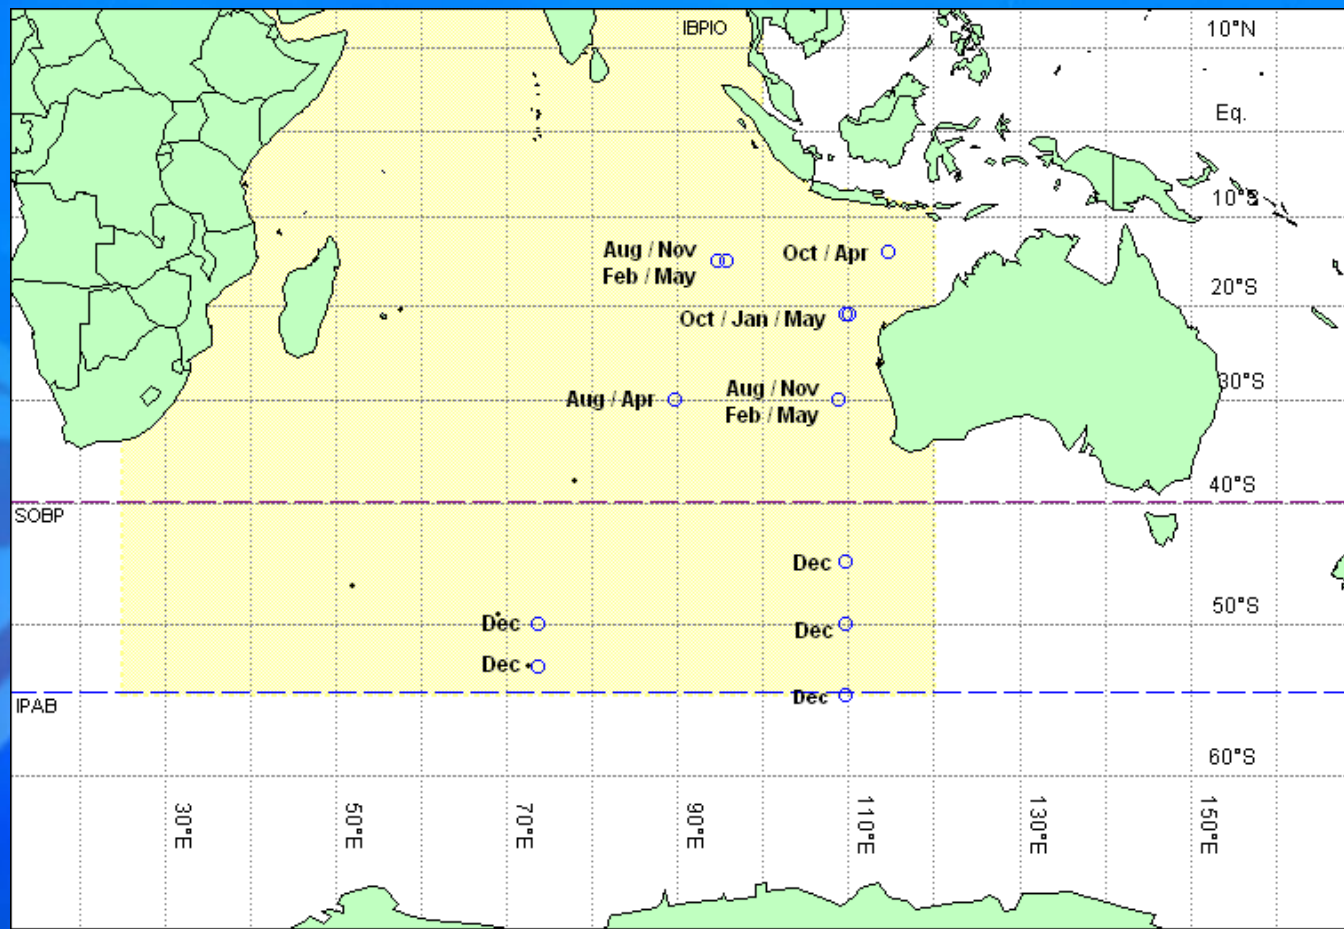 IBPIO
10°N
Eq.
10°S
Aug / Nov
Feb / May
Oct / Apr
20°S
Oct / Jan / May
30°S
Aug / Apr
Aug / Nov
Feb / May
40°S
SOBP
Dec
50°S
Dec
Dec
Dec
IPAB
Dec
60°S
30°E
50°E
70°E
90°E
110°E
130°E
150°E